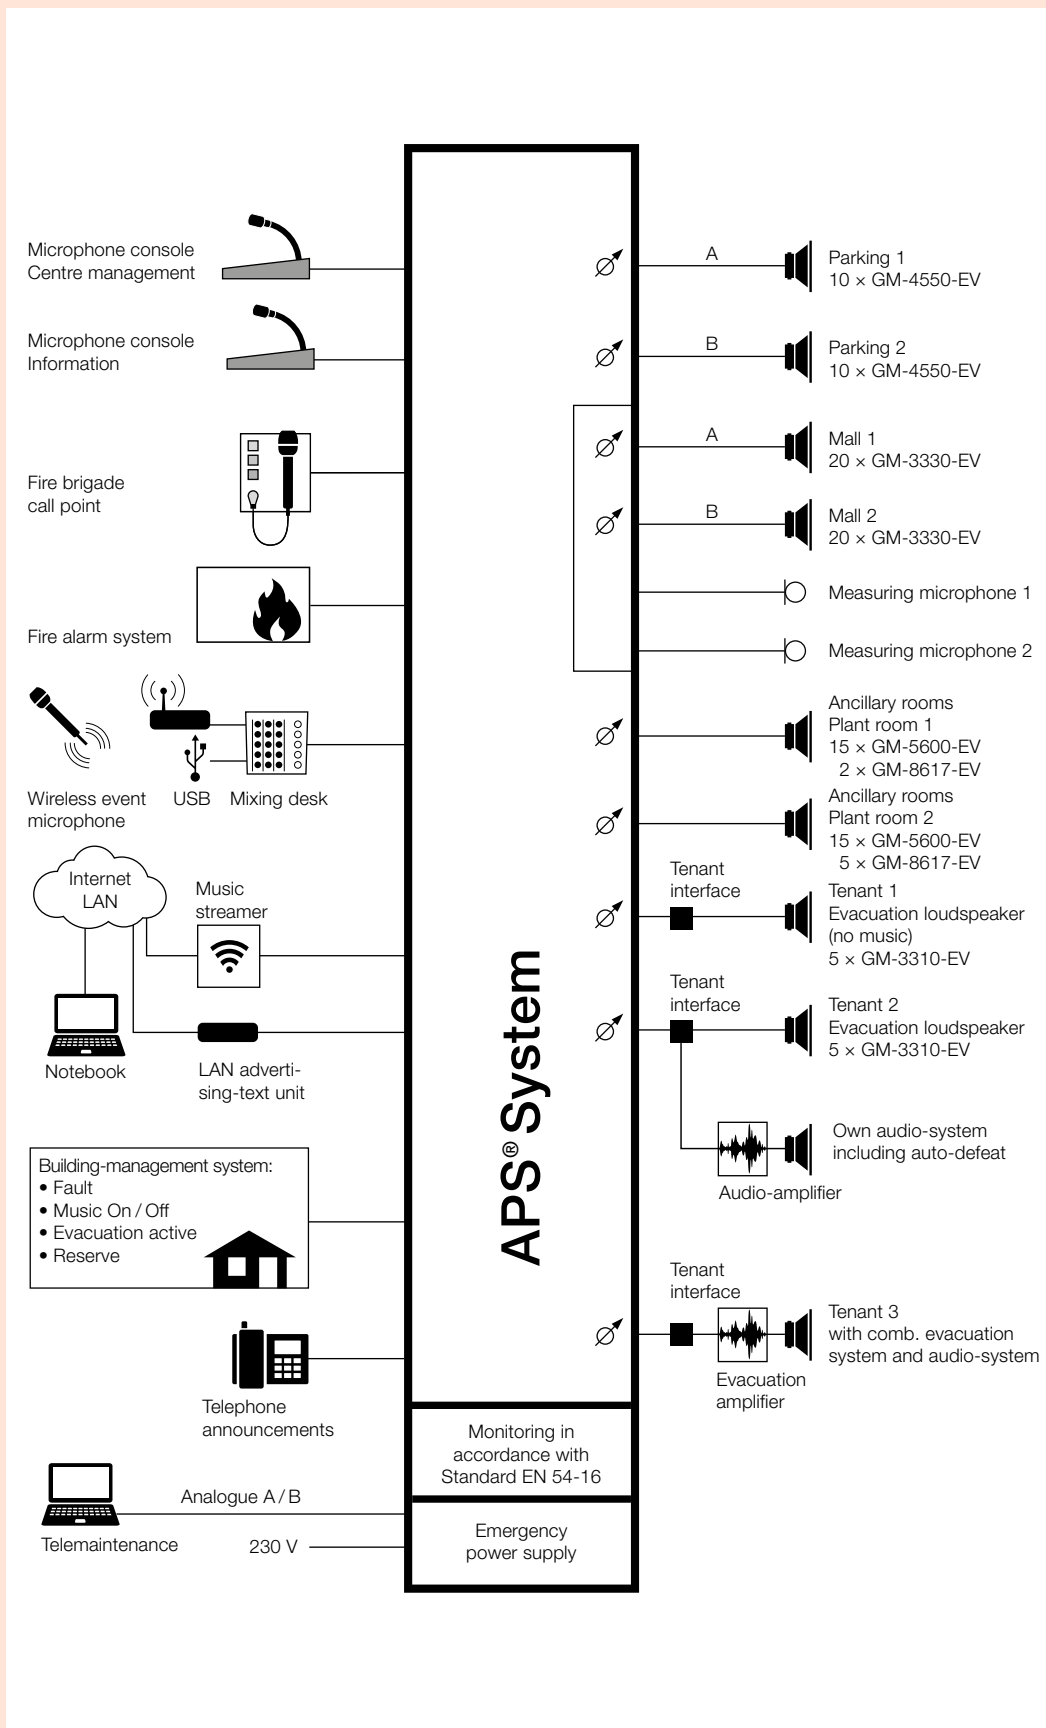 Microphone console
Centre management
Microphone console
Information
Fire brigade
call point
Fire alarm system
Wireless event
microphone
USB
Mixing desk
Internet
LAN
Music
streamer
Notebook
LAN adverti-
sing-text unit
Building-management system:
• Fault
• Music On / Off
• Evacuation active
• Reserve
Telephone
announcements
Analogue A / B
Telemaintenance
230 V
APS® System
Monitoring in
accordance with
Standard EN 54-16
Emergency
power supply
A
Parking 1
10 × GM-4550-EV
B
Parking 2
10 × GM-4550-EV
A
Mall 1
20 × GM-3330-EV
B
Mall 2
20 × GM-3330-EV
Measuring microphone 1
Measuring microphone 2
Ancillary rooms
Plant room 1
15 × GM-5600-EV
2 × GM-8617-EV
Ancillary rooms
Plant room 2
15 × GM-5600-EV
5 × GM-8617-EV
Tenant
interface
Tenant 1
Evacuation loudspeaker
(no music)
5 × GM-3310-EV
Tenant
interface
Tenant 2
Evacuation loudspeaker
5 × GM-3310-EV
Own audio-system
including auto-defeat
Audio-amplifier
Tenant
interface
Tenant 3
with comb. evacuation
system and audio-system
Evacuation
amplifier